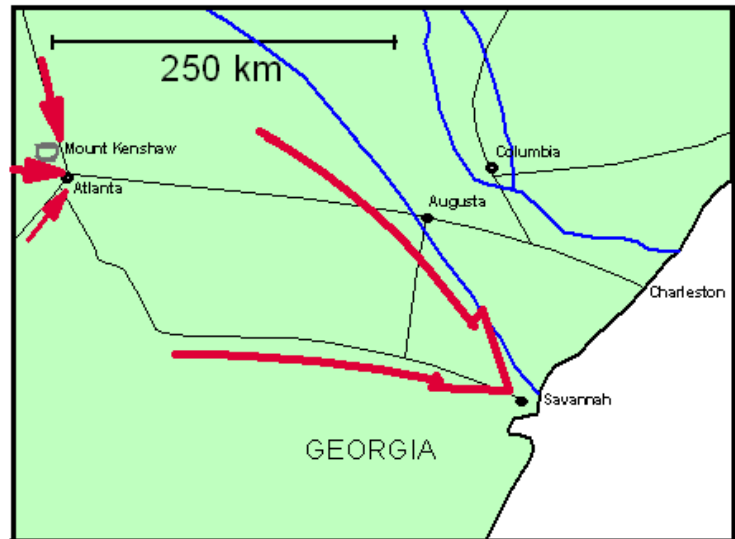 250 km
Mount Kenshaw
Columbia
Atlanta
Augusta
Charleston
Savannah
GEORGIA